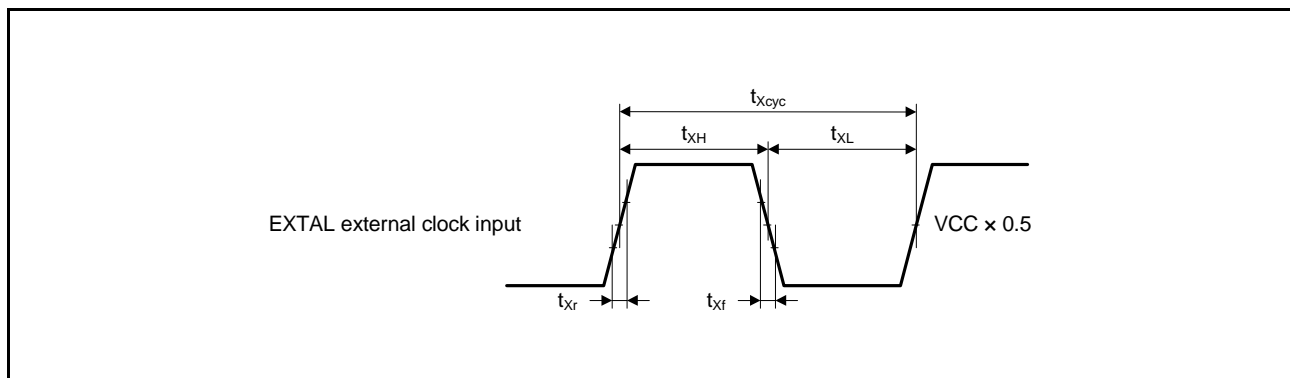 tXcyc
tXH
tXL
EXTAL external clock input
VCC × 0.5
tXr
tXf